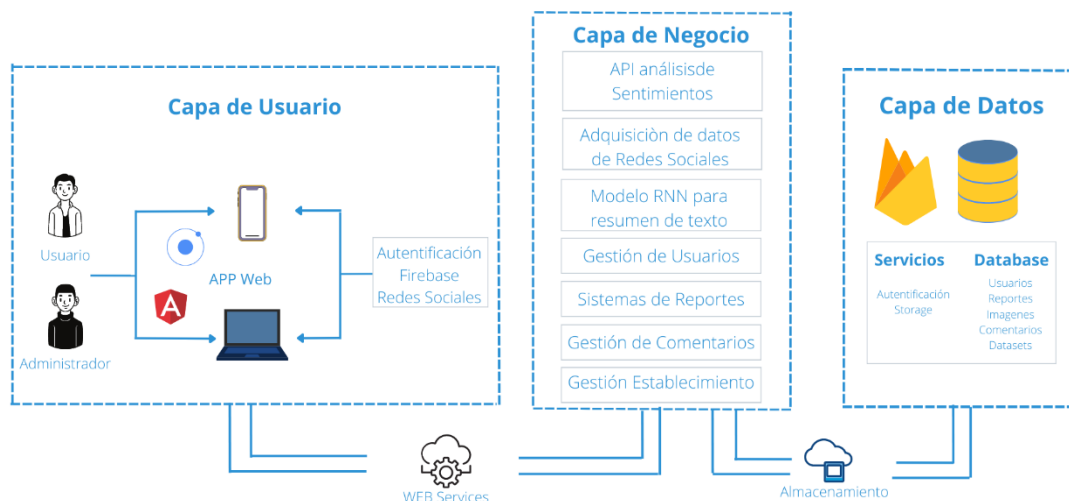 Capa de Usuario
Usuario
Administrador
APP Web
Autentificación
Firebase
Redes Sociales
Capa de Negocio
API análisisde
Sentimientos
Adquisiciòn de datos
de Redes Sociales
Modelo RNN para
resumen de texto
Gestión de Usuarios
Sistemas de Reportes
Gestión de Comentarios
Gestión Establecimiento
Capa de Datos
Servicios
Autentificación
Storage
Database
Usuarios
Reportes
Imagenes
Comentarios
Datasets
WEB Services
Almacenamiento